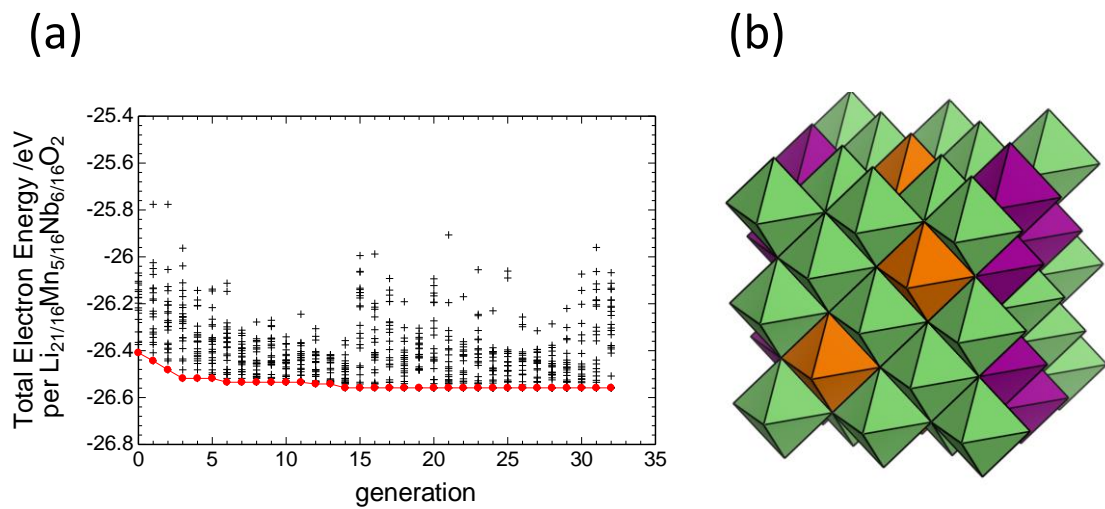 (a)
(b)
Total Electron Energy /eV
per Li21/16Mn5/16Nb6/16O2
-25.4
-25.6
-25.8
-26
-26.2
-26.4
-26.6
-26.8
0 5 10 15 20 25 30 35
generation